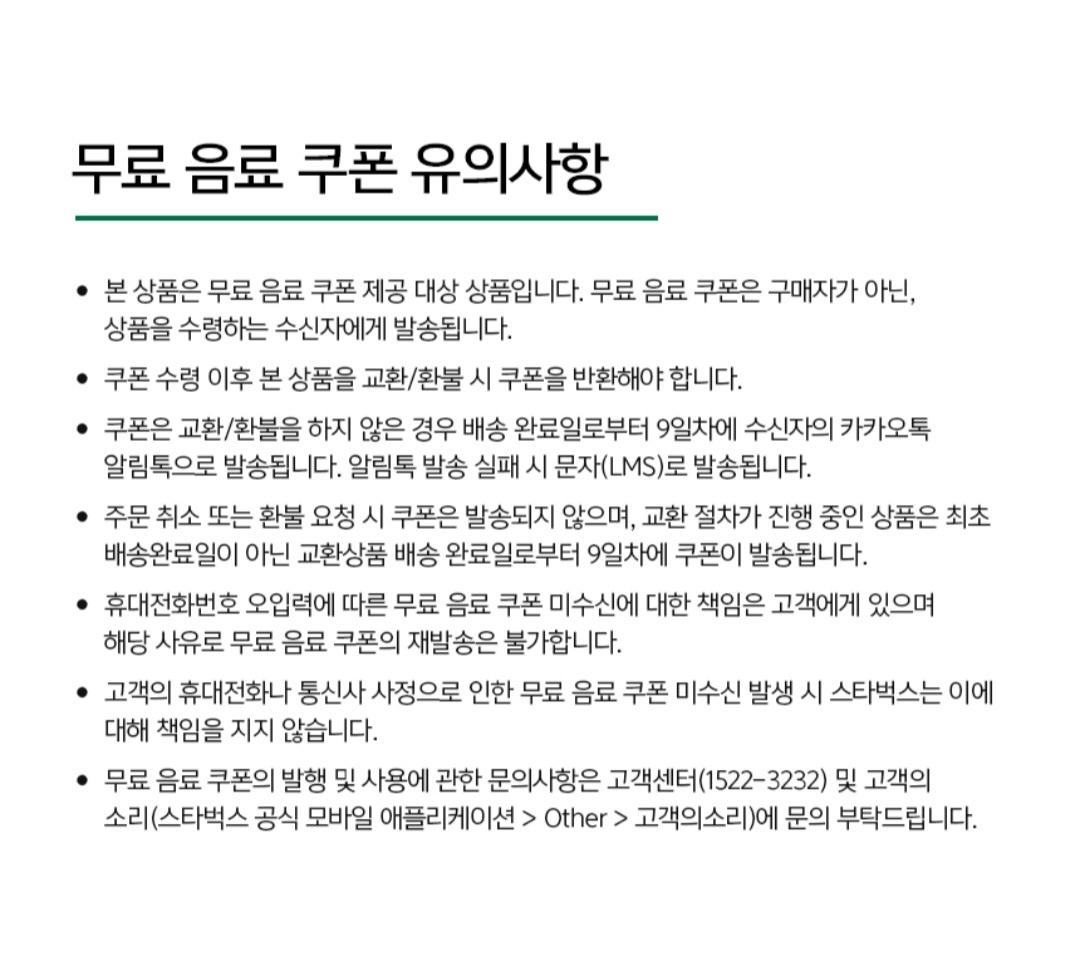 무료 음료 쿠폰 유의사항
• 본 상품은 무료 음료 쿠폰 제공 대상 상품입니다. 무료 음료 쿠폰은 구매자가 아닌,
상품을 수령하는 수신자에게 발송됩니다.
• 쿠폰 수령 이후 본 상품을 교환/환불 시 쿠폰을 반환해야 합니다.
• 쿠폰은 교환/환불을 하지 않은 경우 배송 완료일로부터 9일차에 수신자의 카카오톡
알림톡으로 발송됩니다. 알림톡 발송 실패 시 문자(LMS)로 발송됩니다.
• 주문 취소 또는 환불 요청 시 쿠폰은 발송되지 않으며, 교환 절차가 진행 중인 상품은 최초
배송완료일이 아닌 교환상품 배송 완료일로부터 9일차에 쿠폰이 발송됩니다.
• 휴대전화번호 오입력에 따른 무료 음료 쿠폰 미수신에 대한 책임은 고객에게 있으며
해당 사유로 무료 음료 쿠폰의 재발송은 불가합니다.
• 고객의 휴대전화나 통신사 사정으로 인한 무료 음료 쿠폰 미수신 발생 시 스타벅스는 이에
대해 책임을 지지 않습니다.
• 무료 음료 쿠폰의 발행 및 사용에 관한 문의사항은 고객센터(1522-3232) 및 고객의
소리(스타벅스 공식 모바일 애플리케이션 > Other > 고객의소리)에 문의 부탁드립니다.